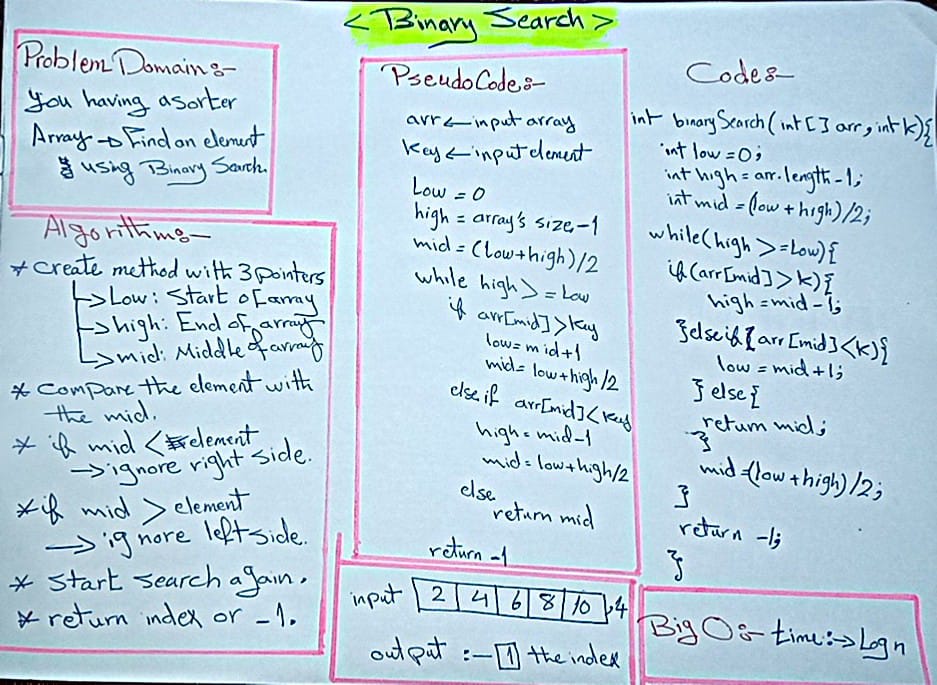 < Binary Search >
Problem Domain:-
You having a sorter
Array → Find an element
using Binary Search.
Algorithm:-
* Create method with 3 pointers
↳ Low: Start of array
↳ high: End of array
↳ mid: Middle of array
* Compare the element with
the mid.
* if mid < element
→ ignore right side.
* if mid > element
→ ignore left side.
* start search again.
* return index or -1.
PseudoCode:-
arr ← input array
Key ← input element
Low = 0
high = array's size-1
mid = (Low+high)/2
while high >= Low
if arr[mid] > Key
low = mid+1
mid = low+high/2
else if arr[mid] < Key
high = mid-1
mid = low+high/2
else
return mid
return -1
input 2 4 6 8 10 , 4
output :- 1 the index
Code:-
int binarySearch(int[] arr, int k){
int low = 0;
int high = arr.length-1;
int mid = (low + high)/2;
while(high >= Low){
if(arr[mid] > k){
high = mid-1;
}else if{arr[mid] < k){
low = mid+1;
} else {
return mid;
}
mid = (low + high)/2;
}
return -1;
}
Big O:- time:→ Log n